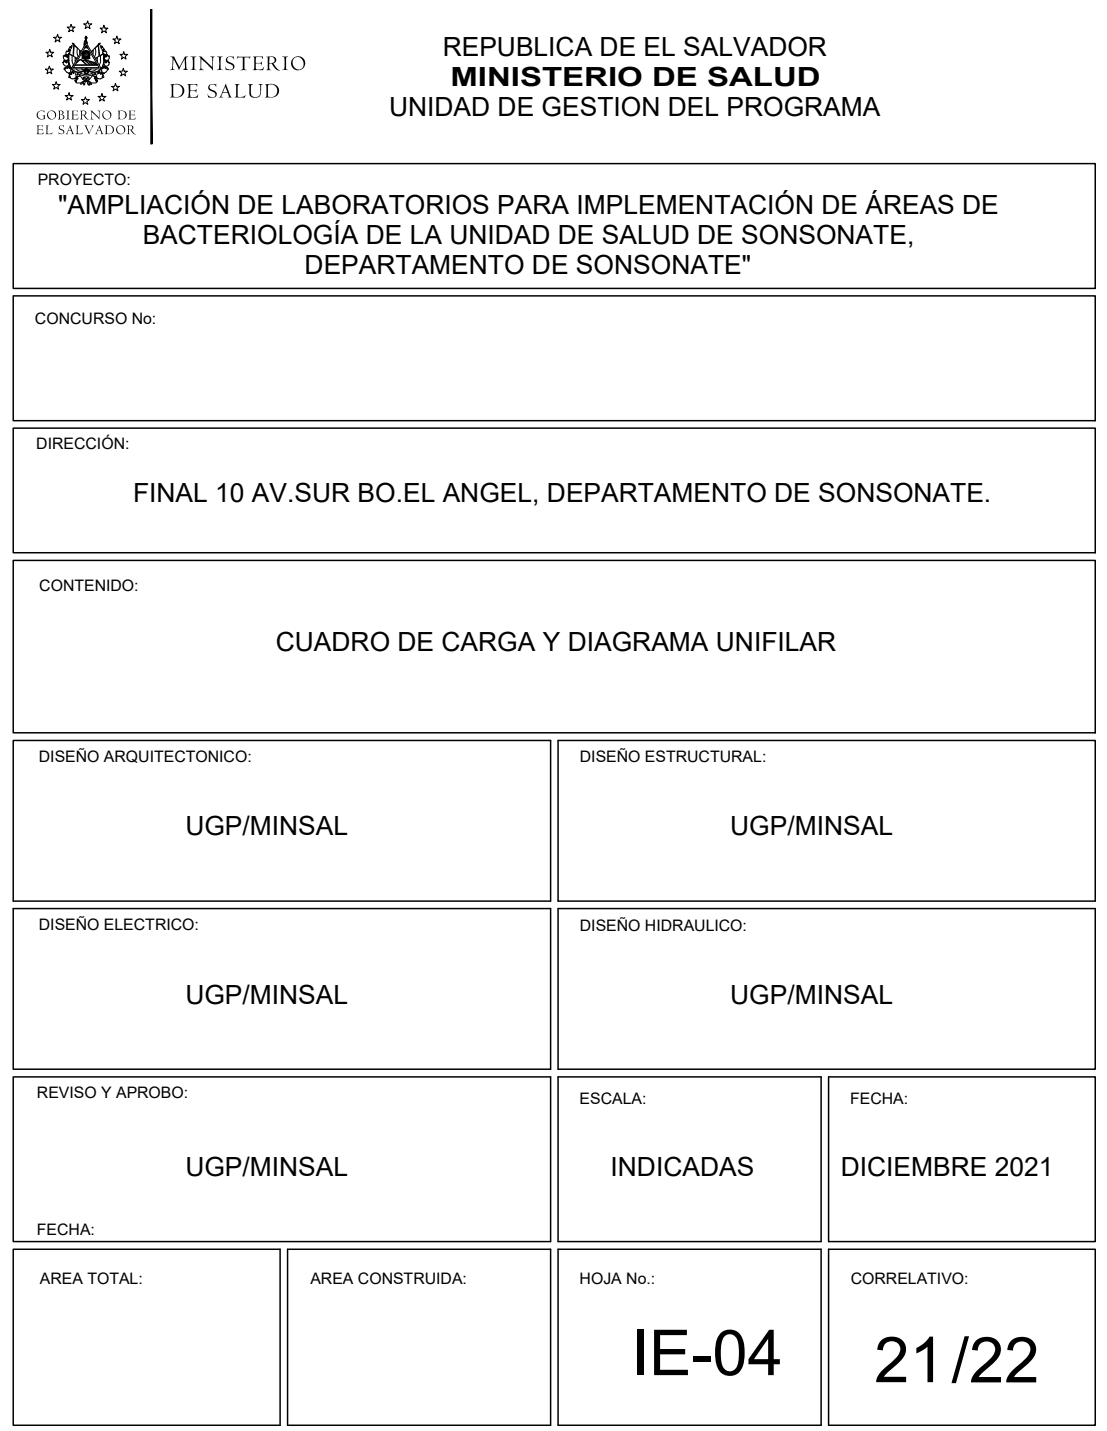 GOBIERNO DE
EL SALVADOR
MINISTERIO
DE SALUD
REPUBLICA DE EL SALVADOR
MINISTERIO DE SALUD
UNIDAD DE GESTION DEL PROGRAMA
PROYECTO:
"AMPLIACIÓN DE LABORATORIOS PARA IMPLEMENTACIÓN DE ÁREAS DE
BACTERIOLOGÍA DE LA UNIDAD DE SALUD DE SONSONATE,
DEPARTAMENTO DE SONSONATE"
CONCURSO No:
DIRECCIÓN:
FINAL 10 AV.SUR BO.EL ANGEL, DEPARTAMENTO DE SONSONATE.
CONTENIDO:
CUADRO DE CARGA Y DIAGRAMA UNIFILAR
DISEÑO ARQUITECTONICO:
UGP/MINSAL
DISEÑO ESTRUCTURAL:
UGP/MINSAL
DISEÑO ELECTRICO:
UGP/MINSAL
DISEÑO HIDRAULICO:
UGP/MINSAL
REVISO Y APROBO:
UGP/MINSAL
FECHA:
ESCALA:
INDICADAS
FECHA:
DICIEMBRE 2021
AREA TOTAL:
AREA CONSTRUIDA:
HOJA No.:
IE-04
CORRELATIVO:
21/22